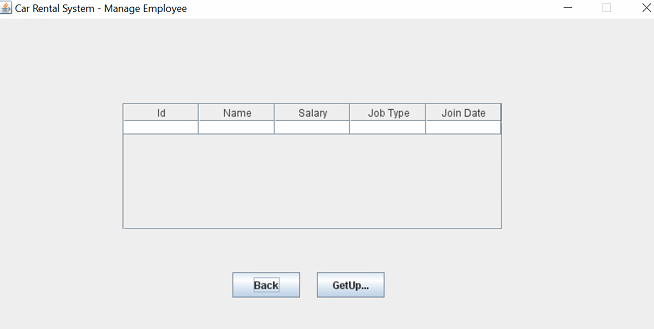 Car Rental System - Manage Employee
Id Name Salary Job Type Join Date
Back GetUp...